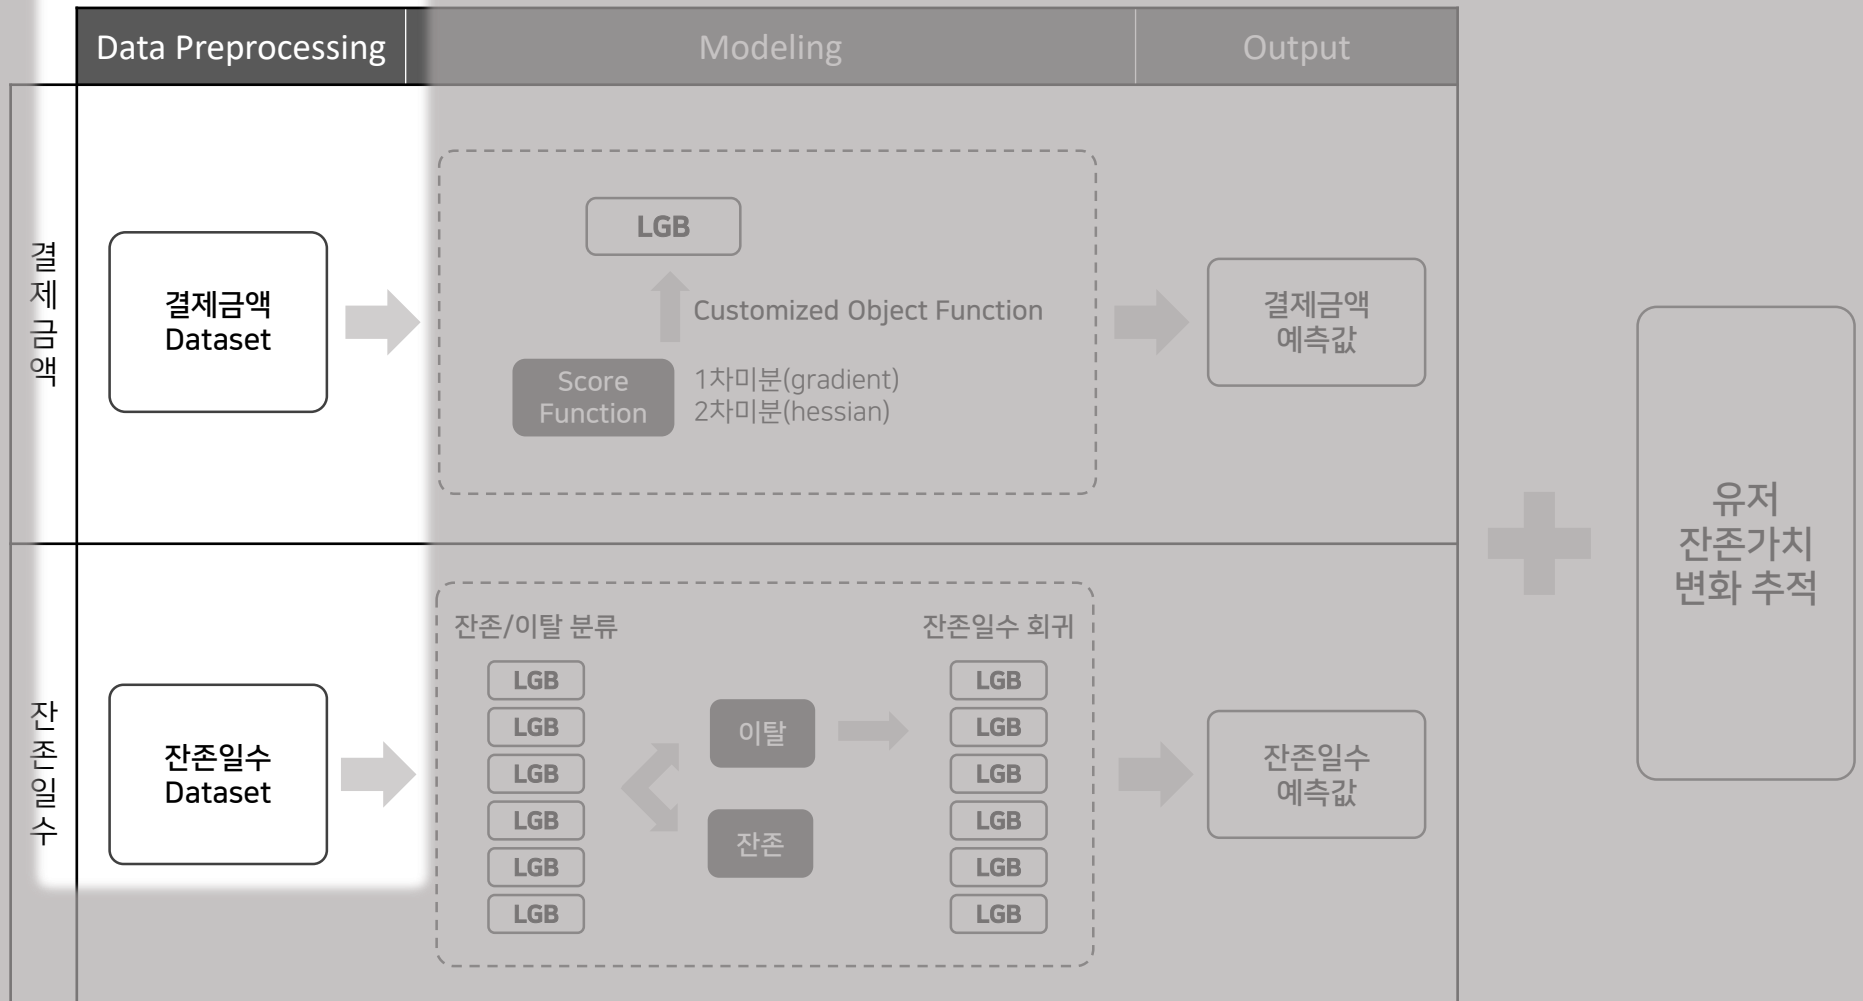 Data Preprocessing
Modeling
Output
결제금액
결제금액
Dataset
LGB
Customized Object Function
Score
Function
1차미분(gradient)
2차미분(hessian)
결제금액
예측값
잔존일수
잔존일수
Dataset
잔존/이탈 분류
LGB
LGB
LGB
LGB
LGB
LGB
이탈
잔존
잔존일수 회귀
LGB
LGB
LGB
LGB
LGB
LGB
잔존일수
예측값
유저
잔존가치
변화 추적